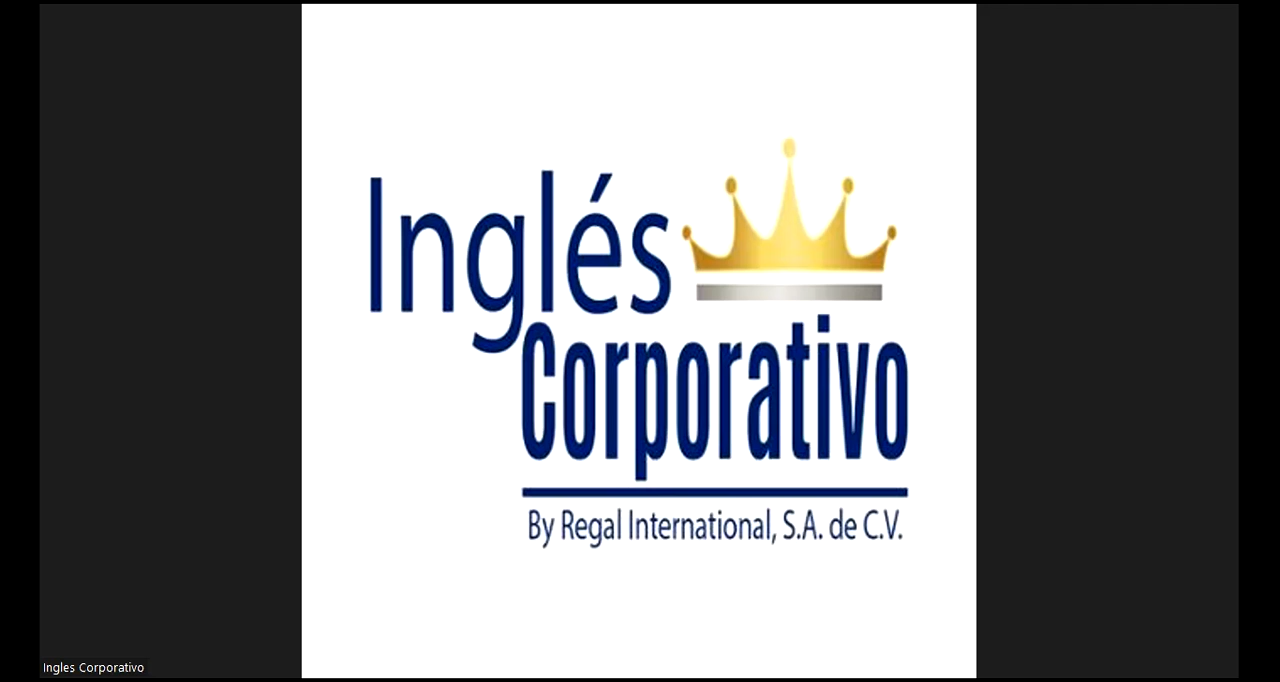 Inglés
Corporativo
By Regal International, S.A. de C.V.
Ingles Corporativo